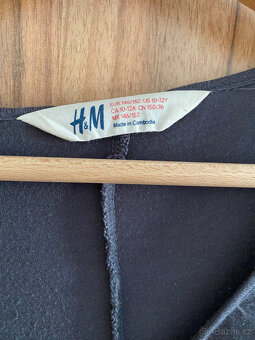 H&M
EUR 146/152 US 10-12Y
CA 10-12A CN 150/76
MX 146/152
Made in Cambodia